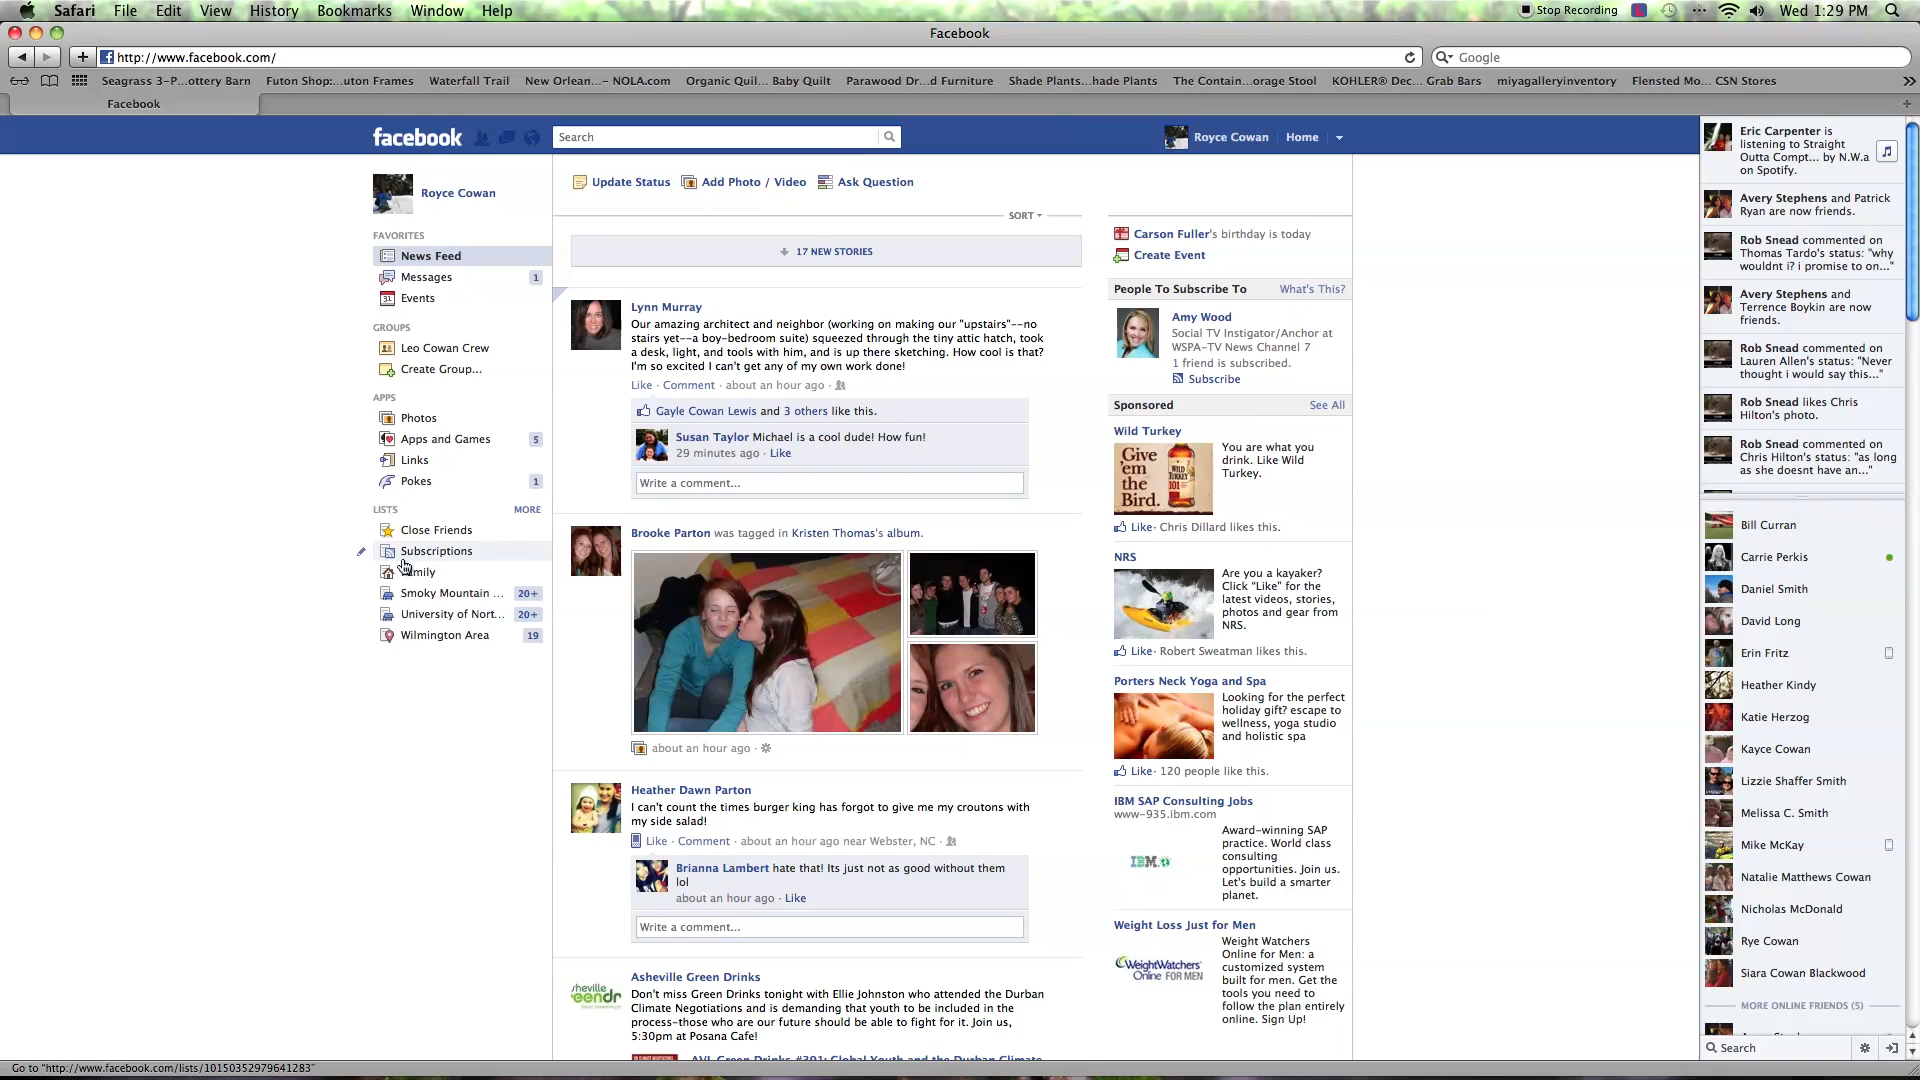 Safari File Edit View History Bookmarks Window Help
Stop Recording
Wed 1:29 PM
Facebook
http://www.facebook.com/
Google
Seagrass 3-P...ottery Barn Futon Shop:...uton Frames Waterfall Trail New Orlean...- NOLA.com Organic Quil... Baby Quilt Parawood Dr...d Furniture Shade Plants...hade Plants The Contain...orage Stool KOHLER® Dec... Grab Bars miyagalleryinventory Flensted Mo... CSN Stores
Facebook
facebook
Search
Royce Cowan Home
Royce Cowan
FAVORITES
News Feed
Messages 1
Events
GROUPS
Leo Cowan Crew
Create Group...
APPS
Photos
Apps and Games 5
Links
Pokes 1
LISTS MORE
Close Friends
Subscriptions
Smoky Mountain ... 20+
University of Nort... 20+
Wilmington Area 19
Update Status Add Photo / Video Ask Question
SORT
17 NEW STORIES
Lynn Murray
Our amazing architect and neighbor (working on making our "upstairs"--no
stairs yet--a boy-bedroom suite) squeezed through the tiny attic hatch, took
a desk, light, and tools with him, and is up there sketching. How cool is that?
I'm so excited I can't get any of my own work done!
Like · Comment · about an hour ago ·
Gayle Cowan Lewis and 3 others like this.
Susan Taylor Michael is a cool dude! How fun!
29 minutes ago · Like
Write a comment...
Brooke Parton was tagged in Kristen Thomas's album.
about an hour ago ·
Heather Dawn Parton
I can't count the times burger king has forgot to give me my croutons with
my side salad!
Like · Comment · about an hour ago near Webster, NC ·
Brianna Lambert hate that! Its just not as good without them
lol
about an hour ago · Like
Write a comment...
Asheville Green Drinks
Don't miss Green Drinks tonight with Ellie Johnston who attended the Durban
Climate Negotiations and is demanding that youth to be included in the
process-those who are our future should be able to fight for it. Join us,
5:30pm at Posana Cafe!
AVL Green Drinks #391: Global Youth and the Durban Climate
Carson Fuller's birthday is today
Create Event
People To Subscribe To What's This?
Amy Wood
Social TV Instigator/Anchor at
WSPA-TV News Channel 7
1 friend is subscribed.
Subscribe
Sponsored See All
Wild Turkey
Give
'em
the
Bird.
You are what you
drink. Like Wild
Turkey.
Like · Chris Dillard likes this.
NRS
Are you a kayaker?
Click "Like" for the
latest videos, stories,
photos and gear from
NRS.
Like · Robert Sweatman likes this.
Porters Neck Yoga and Spa
Looking for the perfect
holiday gift? escape to
wellness, yoga studio
and holistic spa
Like · 120 people like this.
IBM SAP Consulting Jobs
www-935.ibm.com
IBM.
Award-winning SAP
practice. World class
consulting
opportunities. Join us.
Let's build a smarter
planet.
Weight Loss Just for Men
WeightWatchers
Online FOR MEN
Weight Watchers
Online for Men: a
customized system
built for men. Get the
tools you need to
follow the plan entirely
online. Sign Up!
Eric Carpenter is
listening to Straight
Outta Compt... by N.W.a
on Spotify.
Avery Stephens and Patrick
Ryan are now friends.
Rob Snead commented on
Thomas Tardo's status: "why
wouldnt i? i promise to on..."
Avery Stephens and
Terrence Boykin are now
friends.
Rob Snead commented on
Lauren Allen's status: "Never
thought i would say this..."
Rob Snead likes Chris
Hilton's photo.
Rob Snead commented on
Chris Hilton's status: "as long
as she doesnt have an..."
Bill Curran
Carrie Perkis
Daniel Smith
David Long
Erin Fritz
Heather Kindy
Katie Herzog
Kayce Cowan
Lizzie Shaffer Smith
Melissa C. Smith
Mike McKay
Natalie Matthews Cowan
Nicholas McDonald
Rye Cowan
Siara Cowan Blackwood
MORE ONLINE FRIENDS (5)
Search
Go to "http://www.facebook.com/lists/10150352979641283"